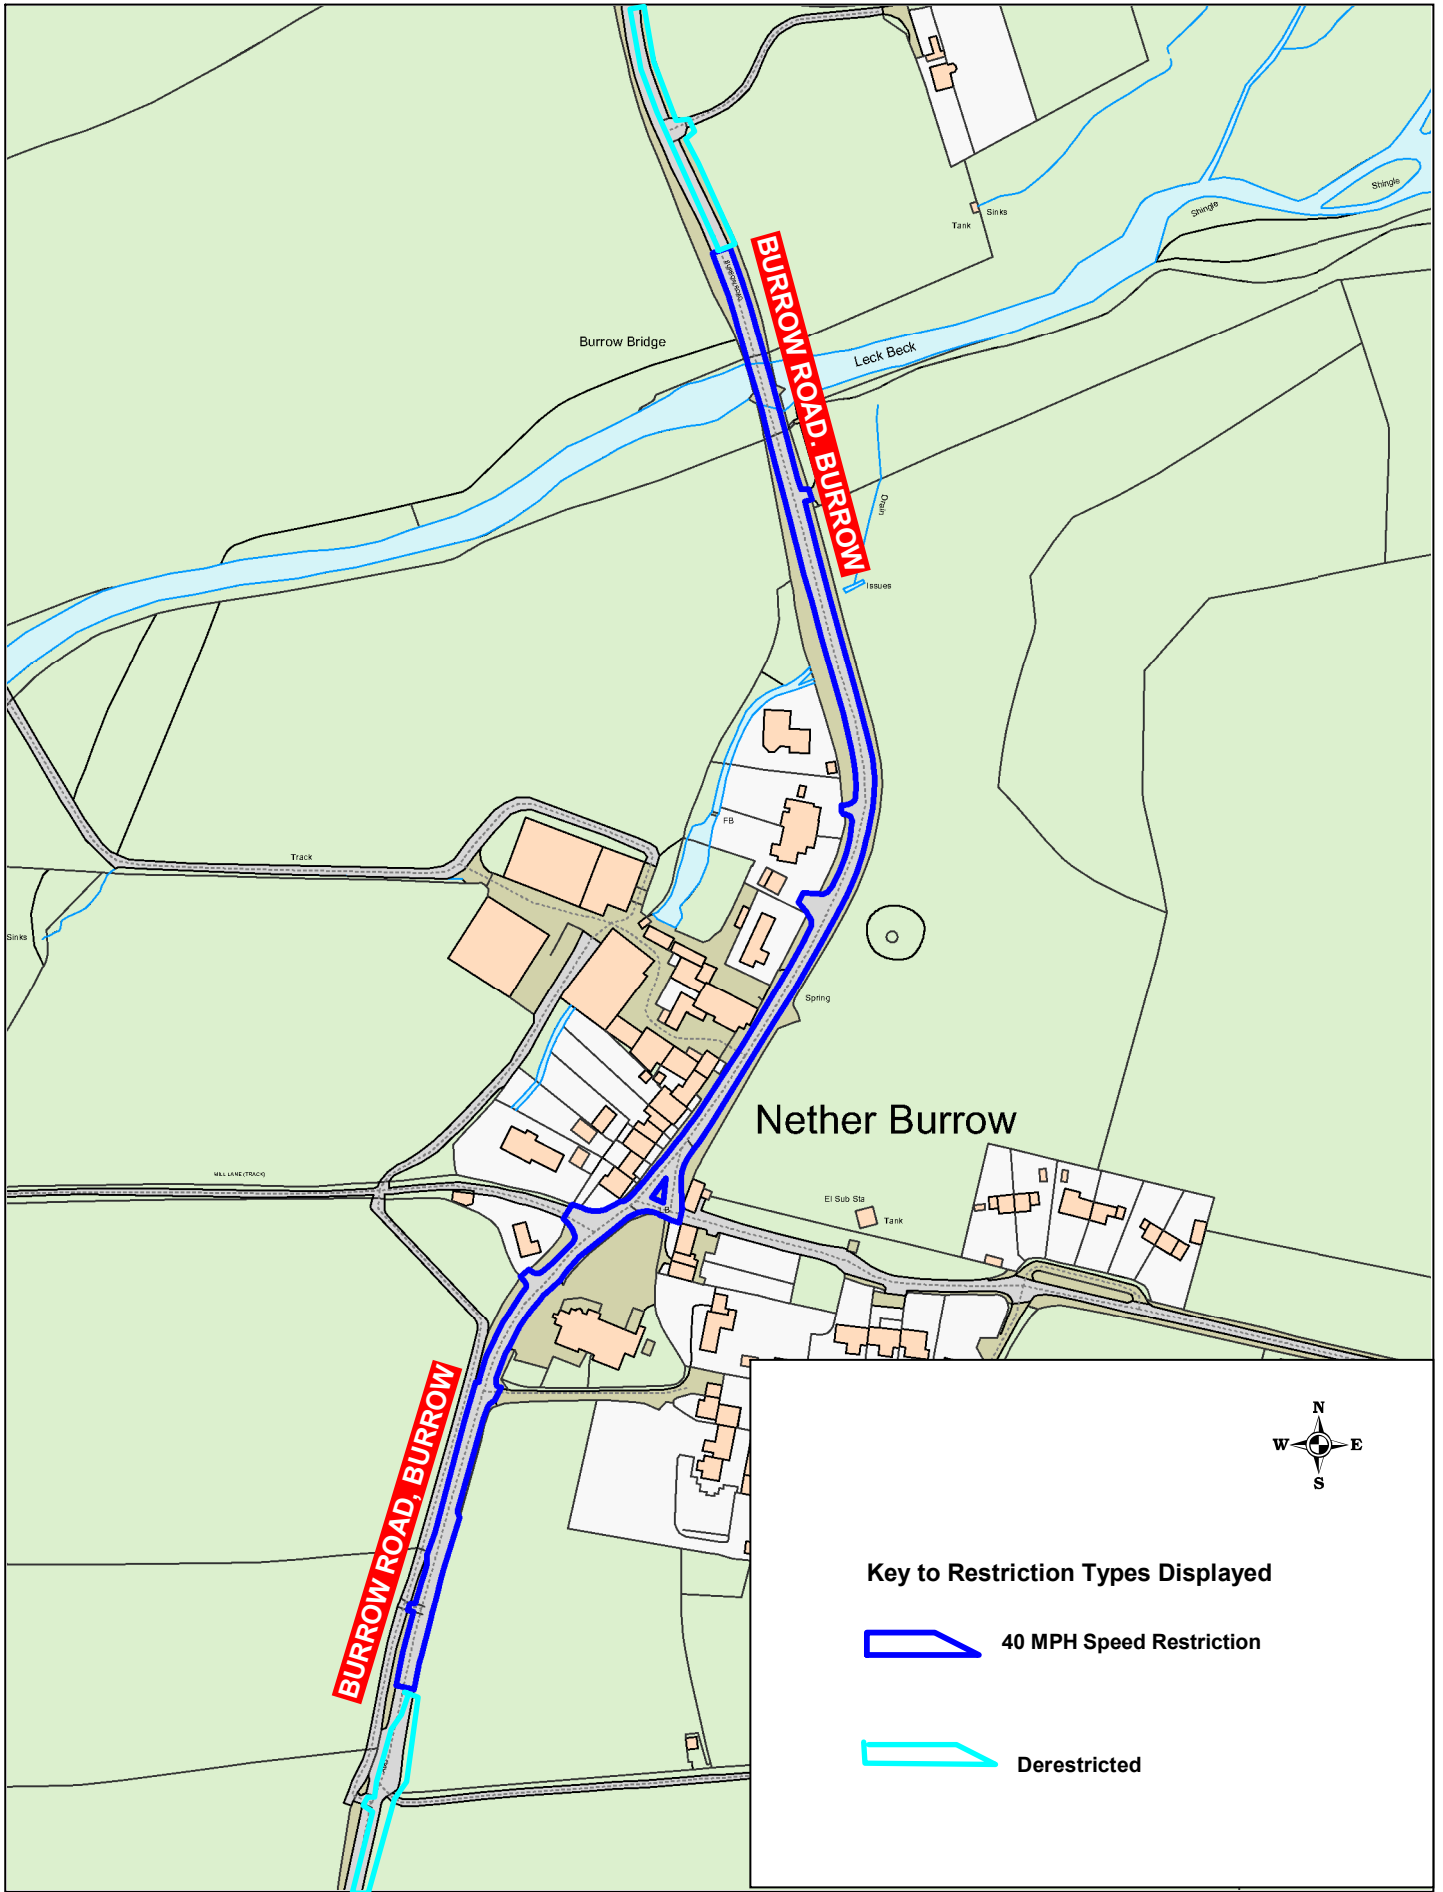 Shingle
Shingle
Sinks
Tank
BURROW ROAD. BURROW
Burrow Bridge
Leck Beck
Drain
Issues
FB
Track
Sinks
Spring
Nether Burrow
MILL LANE (TRACK)
El Sub Sta
Tank
LB
BURROW ROAD, BURROW
N
W E
S
Key to Restriction Types Displayed
40 MPH Speed Restriction
Derestricted